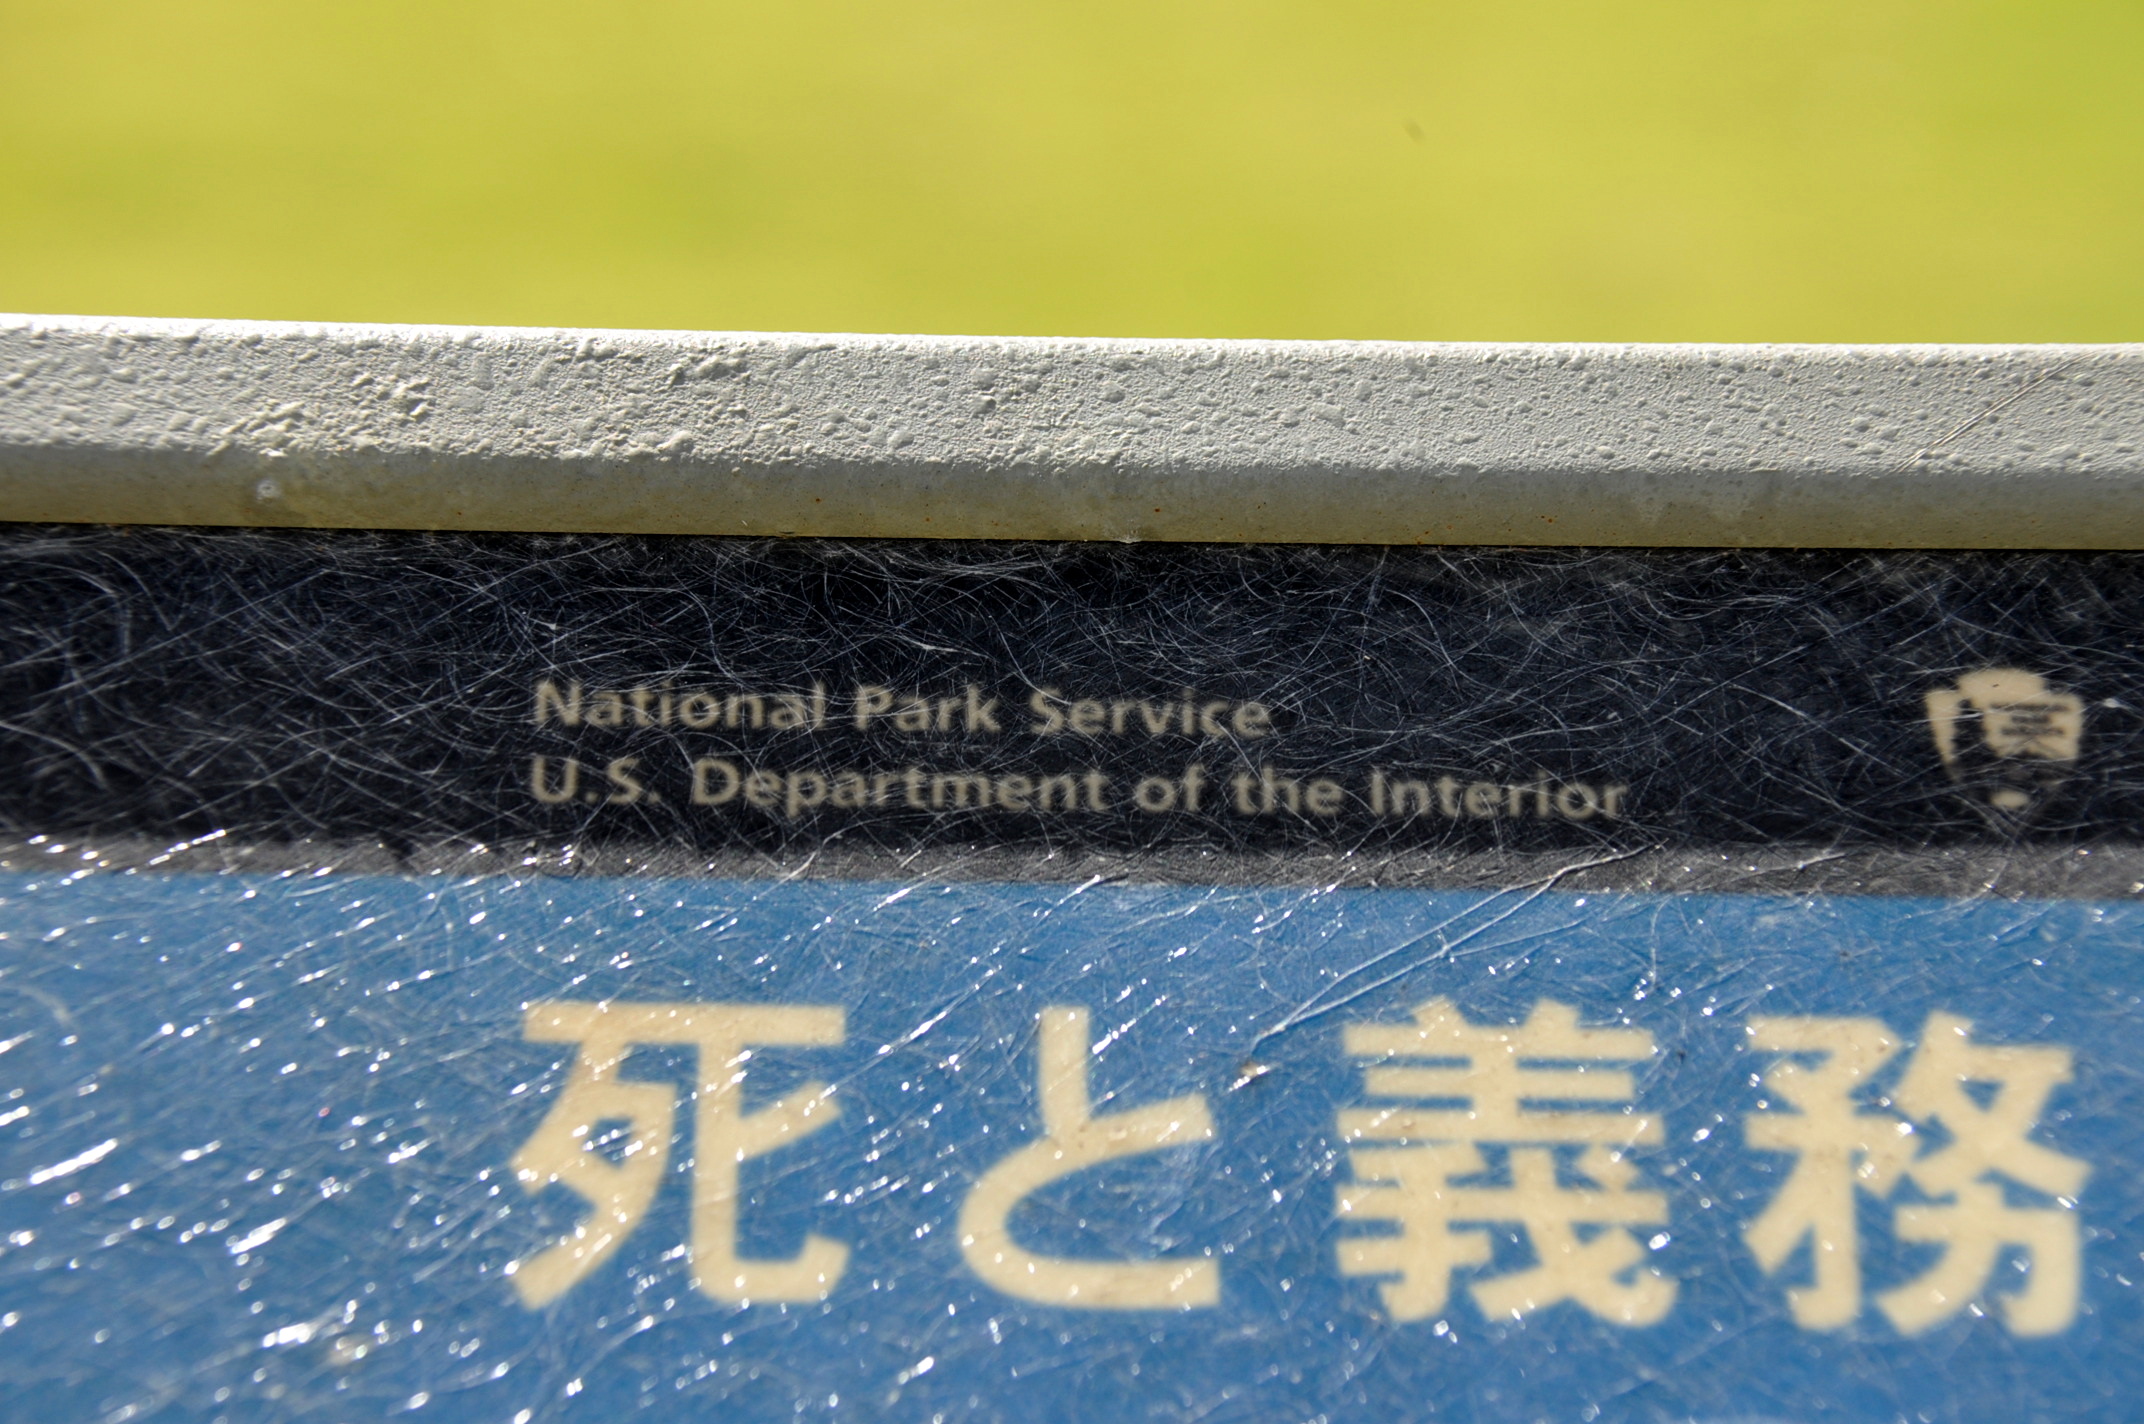 National Park Service
U.S. Department of the Interior
死と義務